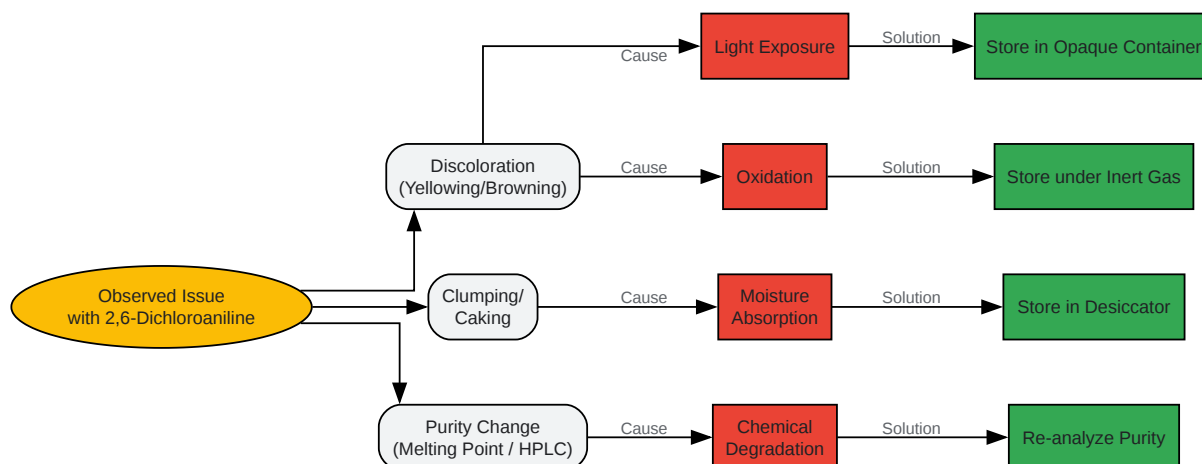 Light Exposure
Solution
Store in Opaque Container
Cause
Discoloration
(Yellowing/Browning)
Cause
Oxidation
Solution
Store under Inert Gas
Observed Issue
with 2,6-Dichloroaniline
Clumping/
Caking
Cause
Moisture
Absorption
Solution
Store in Desiccator
Purity Change
(Melting Point / HPLC)
Cause
Chemical
Degradation
Solution
Re-analyze Purity